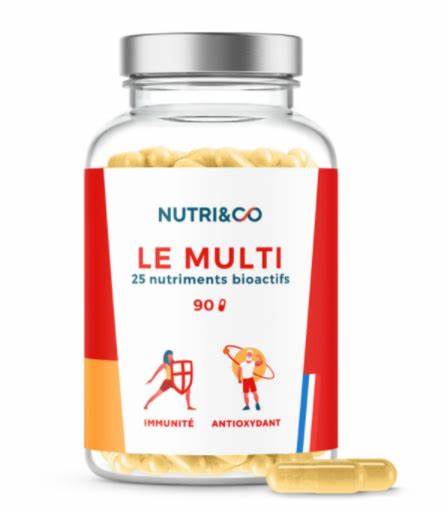 NUTRI&CO
LE MULTI
25 nutriments bioactifs
90
IMMUNITÉ
ANTIOXYDANT